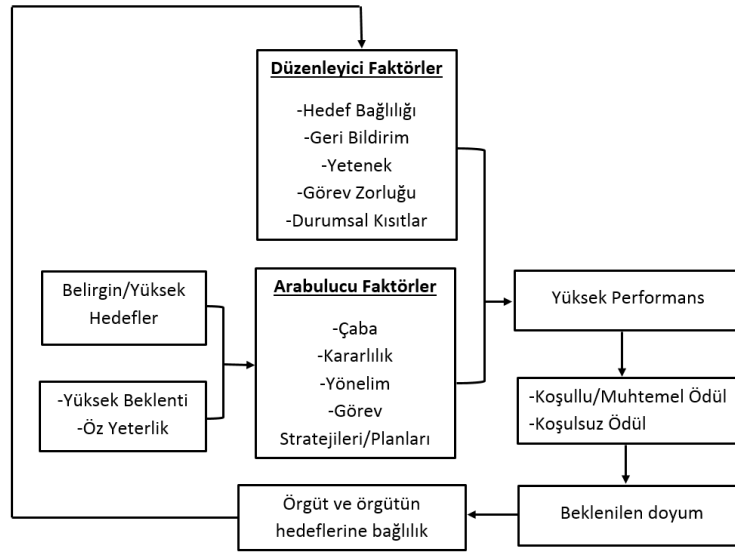 Düzenleyici Faktörler
-Hedef Bağlılığı
-Geri Bildirim
-Yetenek
-Görev Zorluğu
-Durumsal Kısıtlar
Belirgin/Yüksek
Hedefler
-Yüksek Beklenti
-Öz Yeterlik
Arabulucu Faktörler
-Çaba
-Kararlılık
-Yönelim
-Görev
Stratejileri/Planları
Yüksek Performans
-Koşullu/Muhtemel Ödül
-Koşulsuz Ödül
Beklenilen doyum
Örgüt ve örgütün
hedeflerine bağlılık